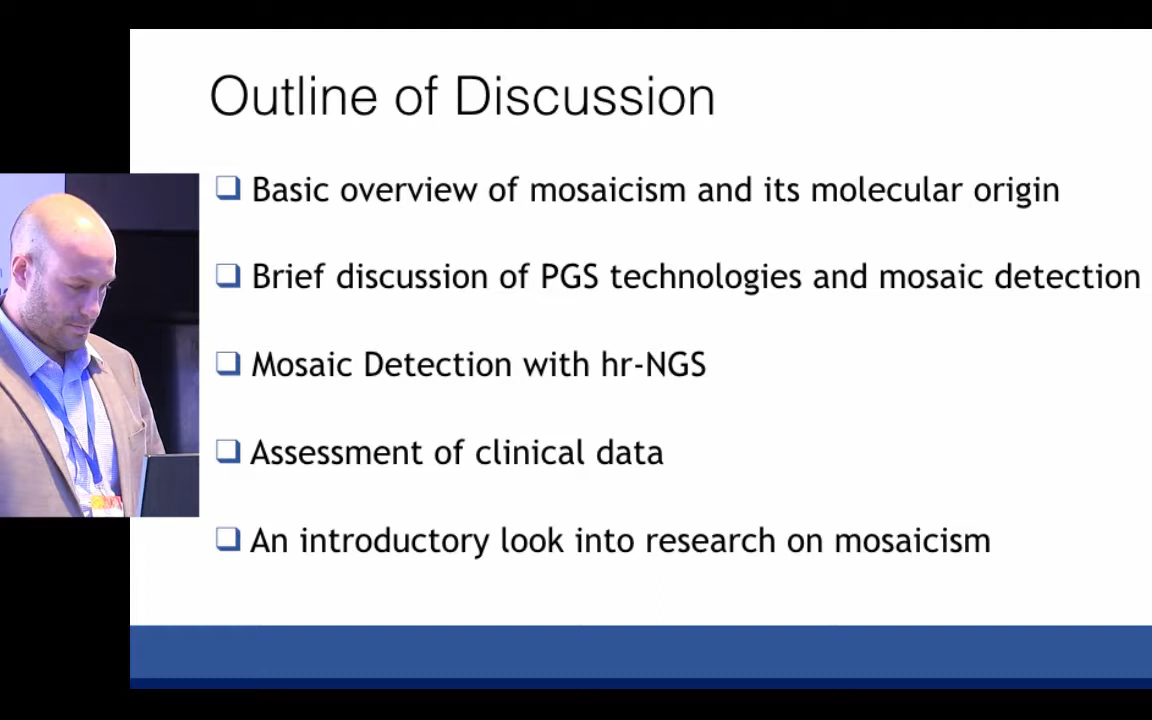 Outline of Discussion
Basic overview of mosaicism and its molecular origin
Brief discussion of PGS technologies and mosaic detection
Mosaic Detection with hr-NGS
Assessment of clinical data
An introductory look into research on mosaicism